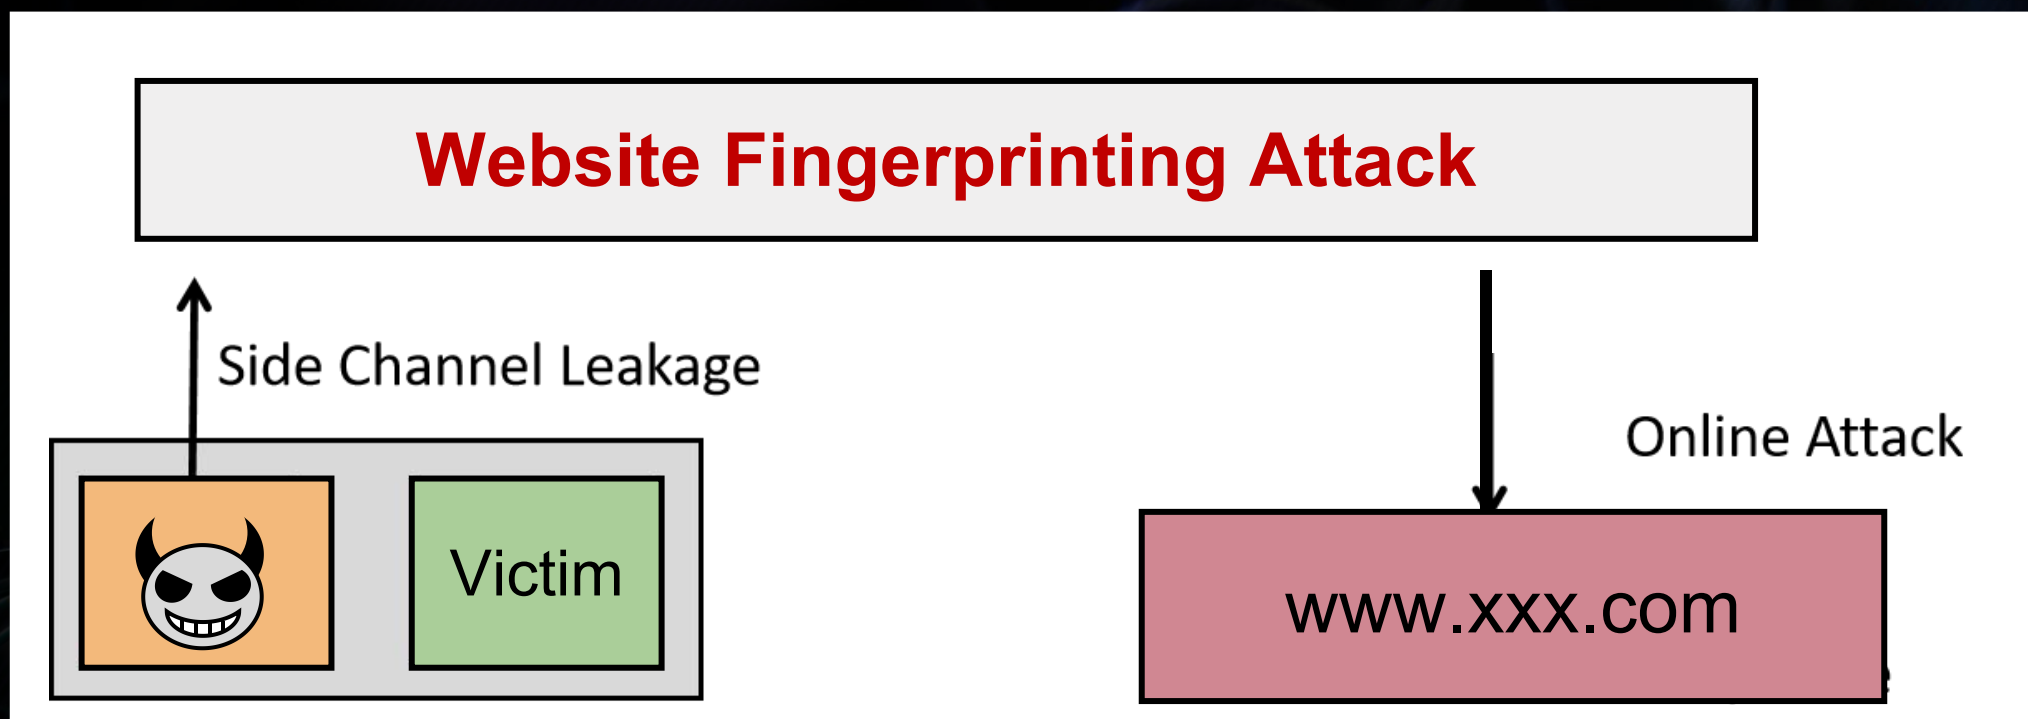 Website Fingerprinting Attack
Side Channel Leakage
Online Attack
Victim
www.xxx.com